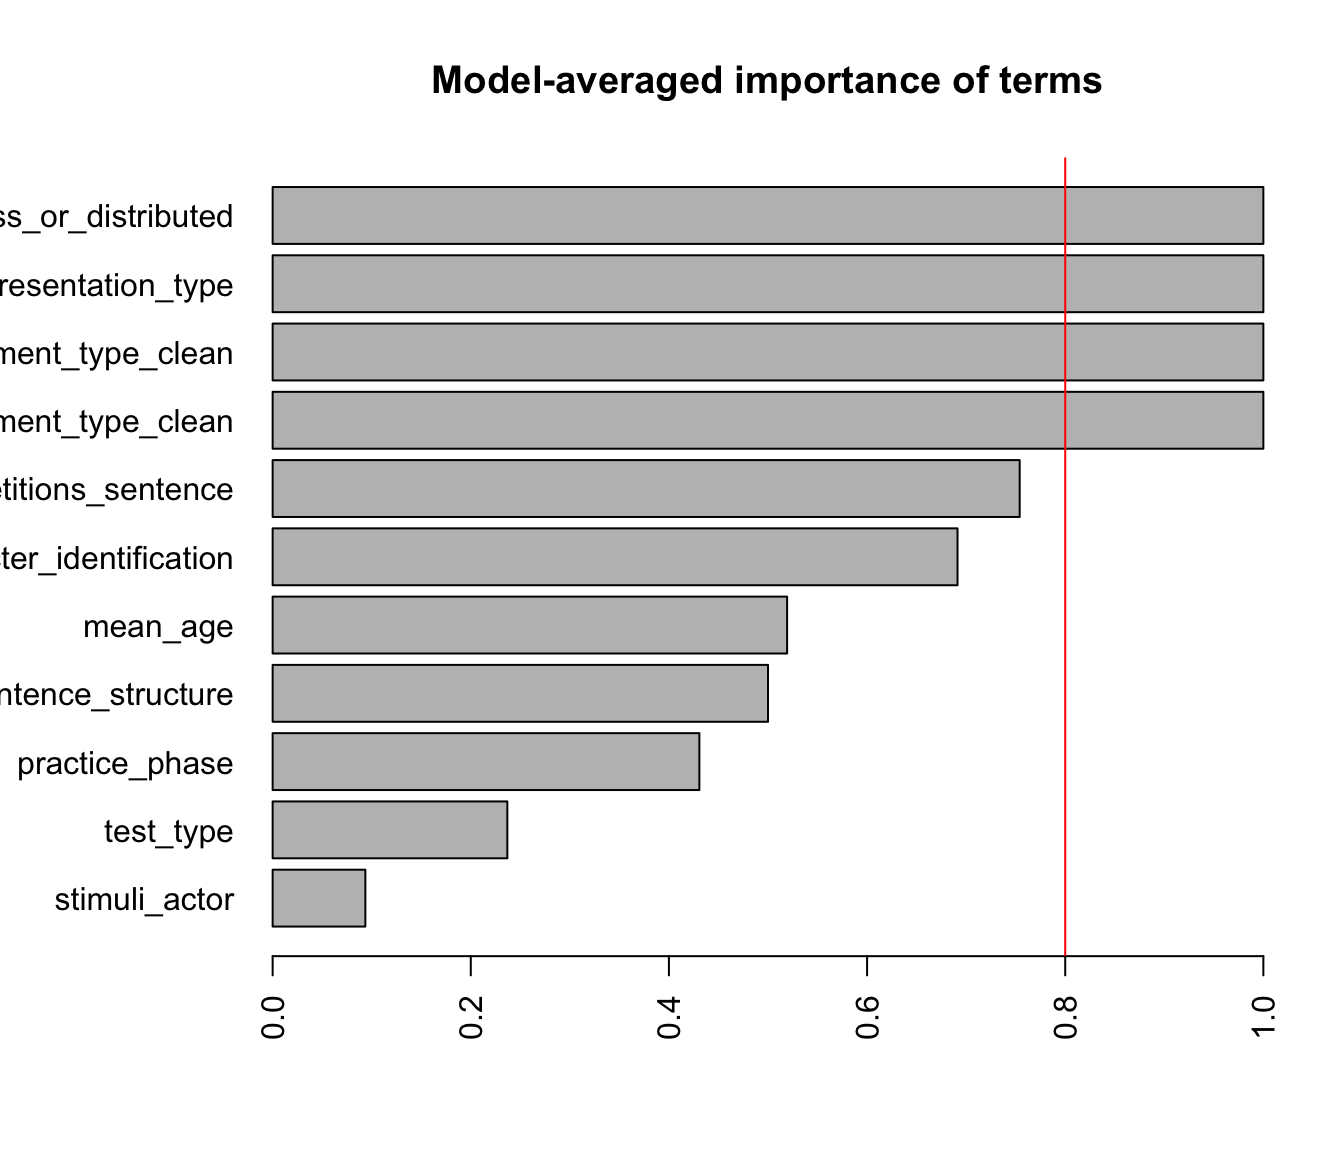 Model-averaged importance of terms
ss_or_distributed
resentation_type
ment_type_clean
ment_type_clean
titions_sentence
ter_identification
mean_age
ntence_structure
practice_phase
test_type
stimuli_actor
0.0 0.2 0.4 0.6 0.8 1.0